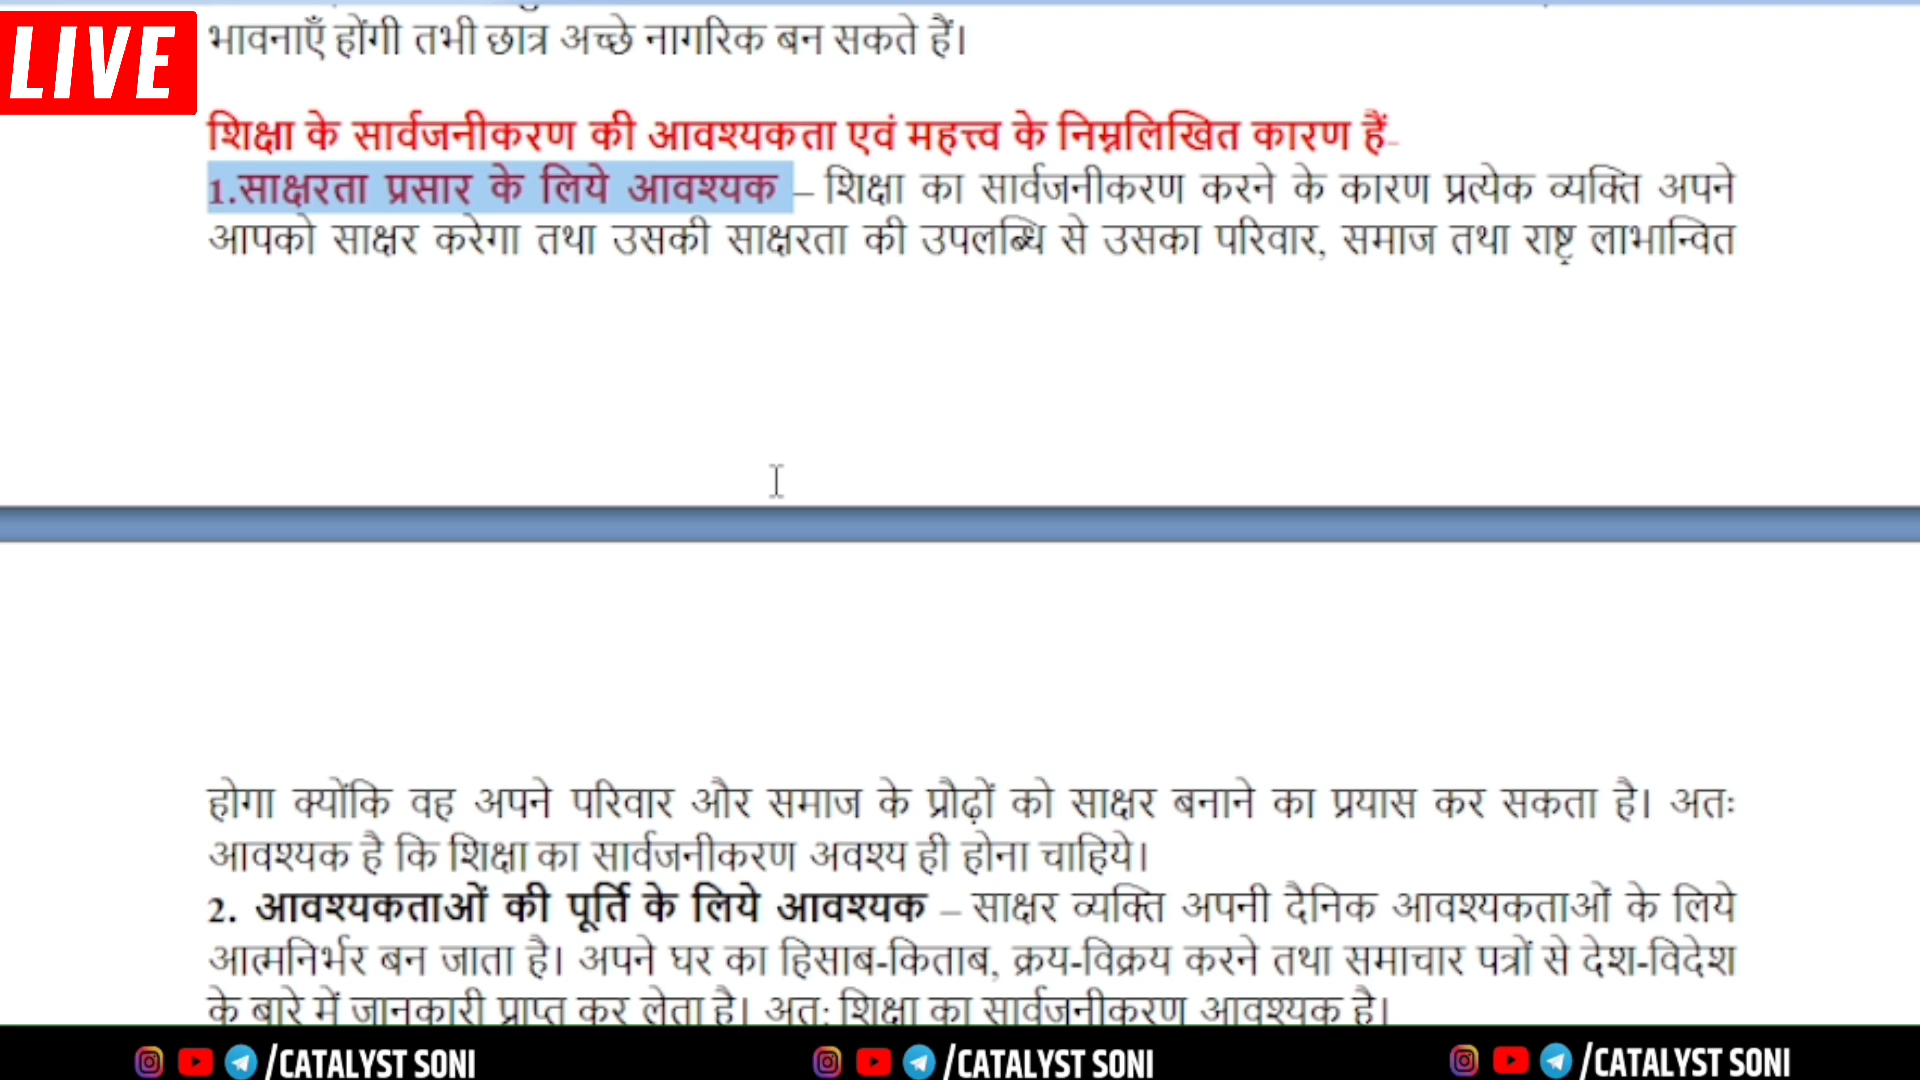 LIVE
भावनाएँ होंगी तभी छात्र अच्छे नागरिक बन सकते हैं।
शिक्षा के सार्वजनीकरण की आवश्यकता एवं महत्त्व के निम्नलिखित कारण हैं-
1.साक्षरता प्रसार के लिये आवश्यक – शिक्षा का सार्वजनीकरण करने के कारण प्रत्येक व्यक्ति अपने
आपको साक्षर करेगा तथा उसकी साक्षरता की उपलब्धि से उसका परिवार, समाज तथा राष्ट्र लाभान्वित
होगा क्योंकि वह अपने परिवार और समाज के प्रौढ़ों को साक्षर बनाने का प्रयास कर सकता है। अतः
आवश्यक है कि शिक्षा का सार्वजनीकरण अवश्य ही होना चाहिये।
2. आवश्यकताओं की पूर्ति के लिये आवश्यक – साक्षर व्यक्ति अपनी दैनिक आवश्यकताओं के लिये
आत्मनिर्भर बन जाता है। अपने घर का हिसाब-किताब, क्रय-विक्रय करने तथा समाचार पत्रों से देश-विदेश
के बारे में जानकारी प्राप्त कर लेता है। अतः शिक्षा का सार्वजनीकरण आवश्यक है।
/CATALYST SONI /CATALYST SONI /CATALYST SONI